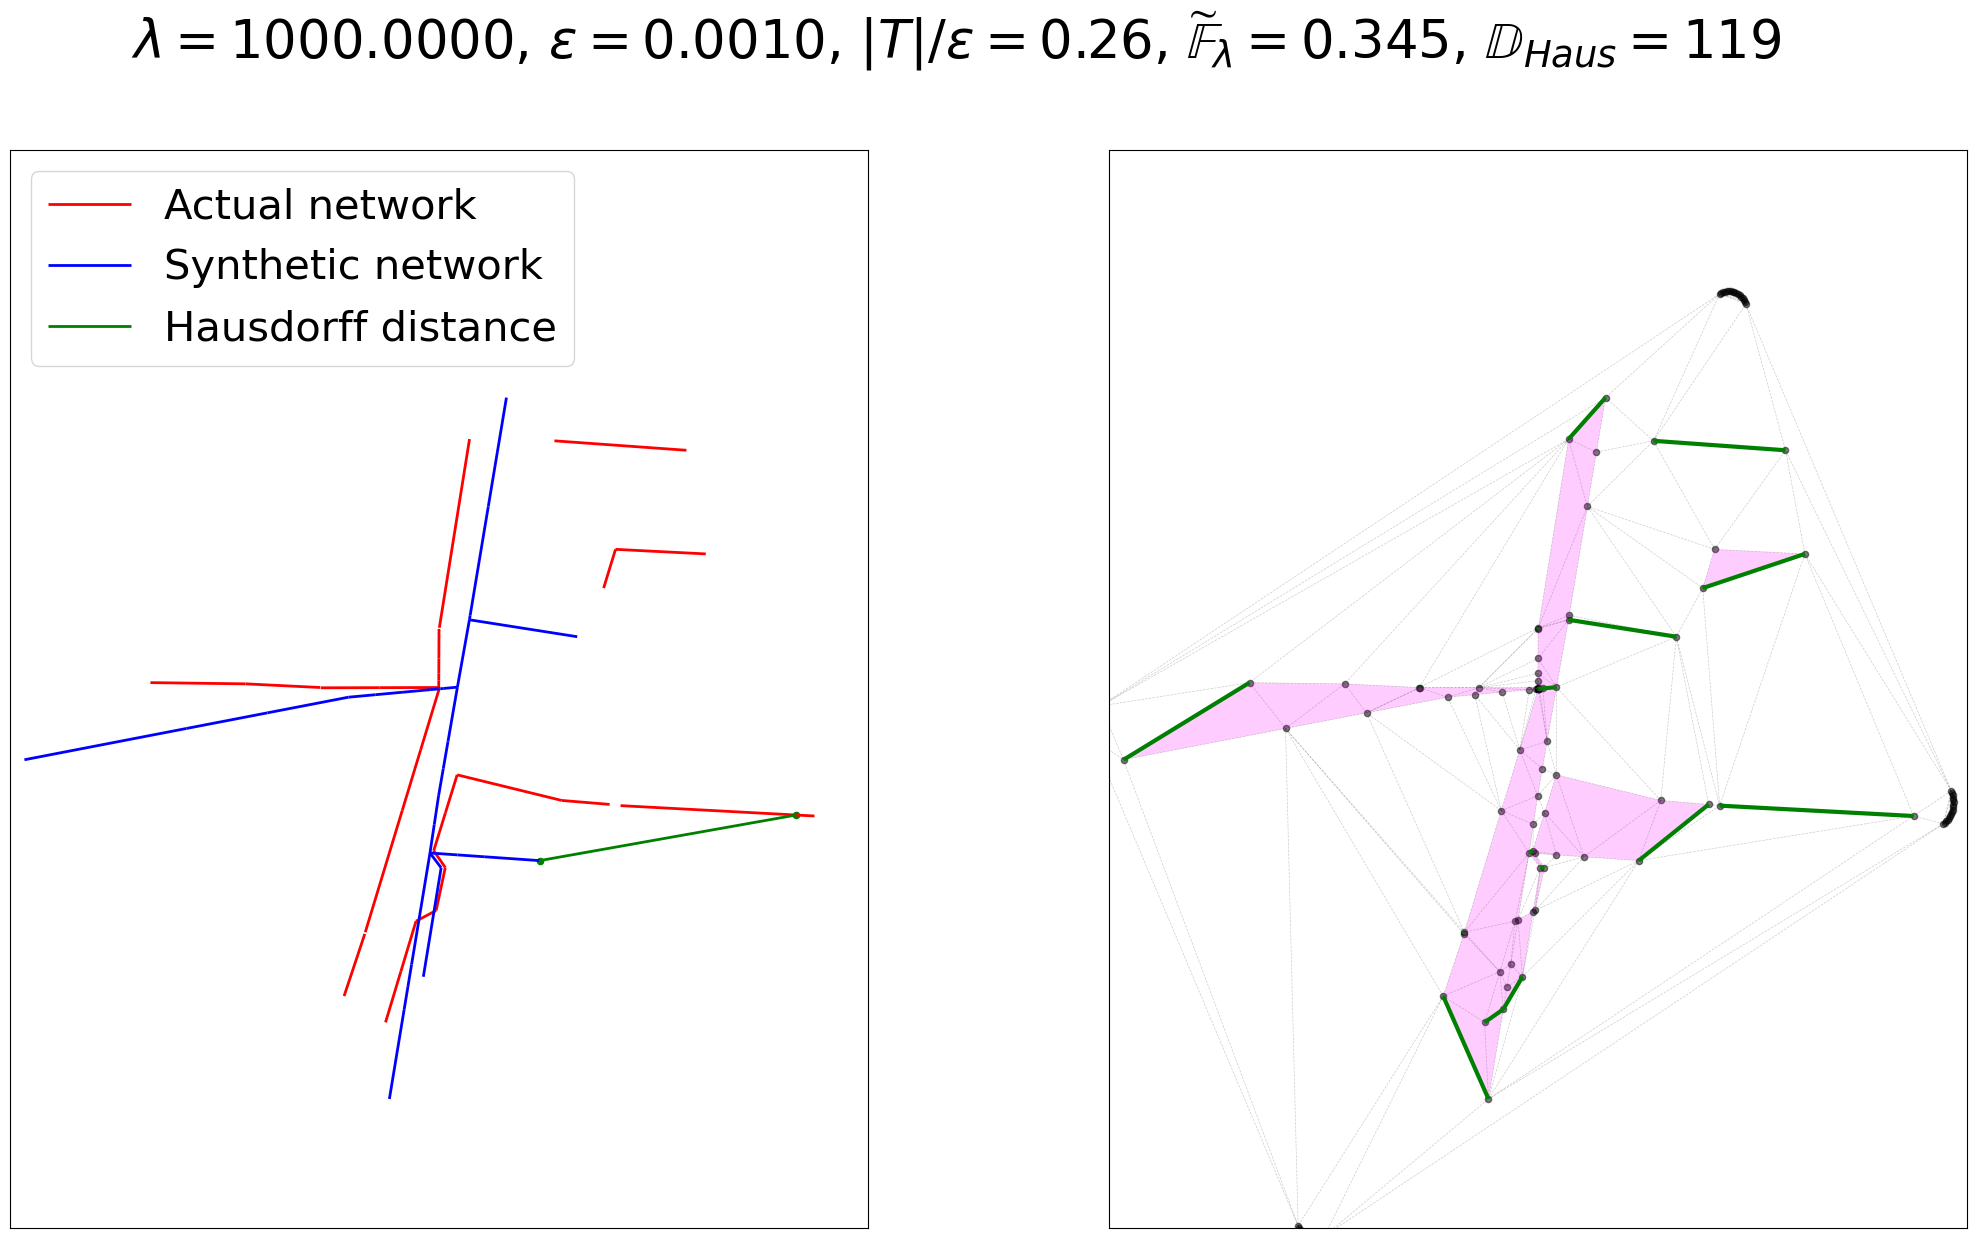 λ = 1000.0000, ε = 0.0010, |T|/ε = 0.26, 𝔽̃_λ = 0.345, 𝔻_Haus = 119
Actual network
Synthetic network
Hausdorff distance